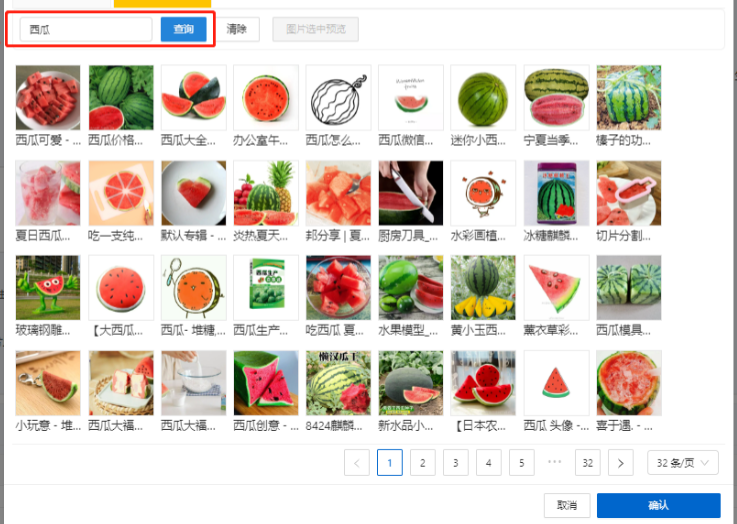 西瓜 查询 清除 图片选中预览
西瓜可爱 - ... 西瓜价格... 西瓜大全... 办公室午... 西瓜怎么... 西瓜微信... 迷你小西... 宁夏当季... 榛子的功...
夏日西瓜... 吃一支纯... 默认专辑 - ... 炎热夏天... 邦分享 | 夏... 厨房刀具_... 水彩画植... 冰糖麒麟... 切片分割...
玻璃钢雕... 【大西瓜... 西瓜- 堆糖,... 西瓜生产... 吃西瓜 夏... 水果模型_... 黄小玉西... 薰衣草彩... 西瓜模具...
懒汉瓜王
小玩意 - 堆... 西瓜大福... 西瓜大福... 西瓜创意 - ... 8424麒麟... 新水品小... 【日本农... 西瓜 头像 -... 喜于遇. - ...
1 2 3 4 5 ··· 32 32 条/页
取消 确认